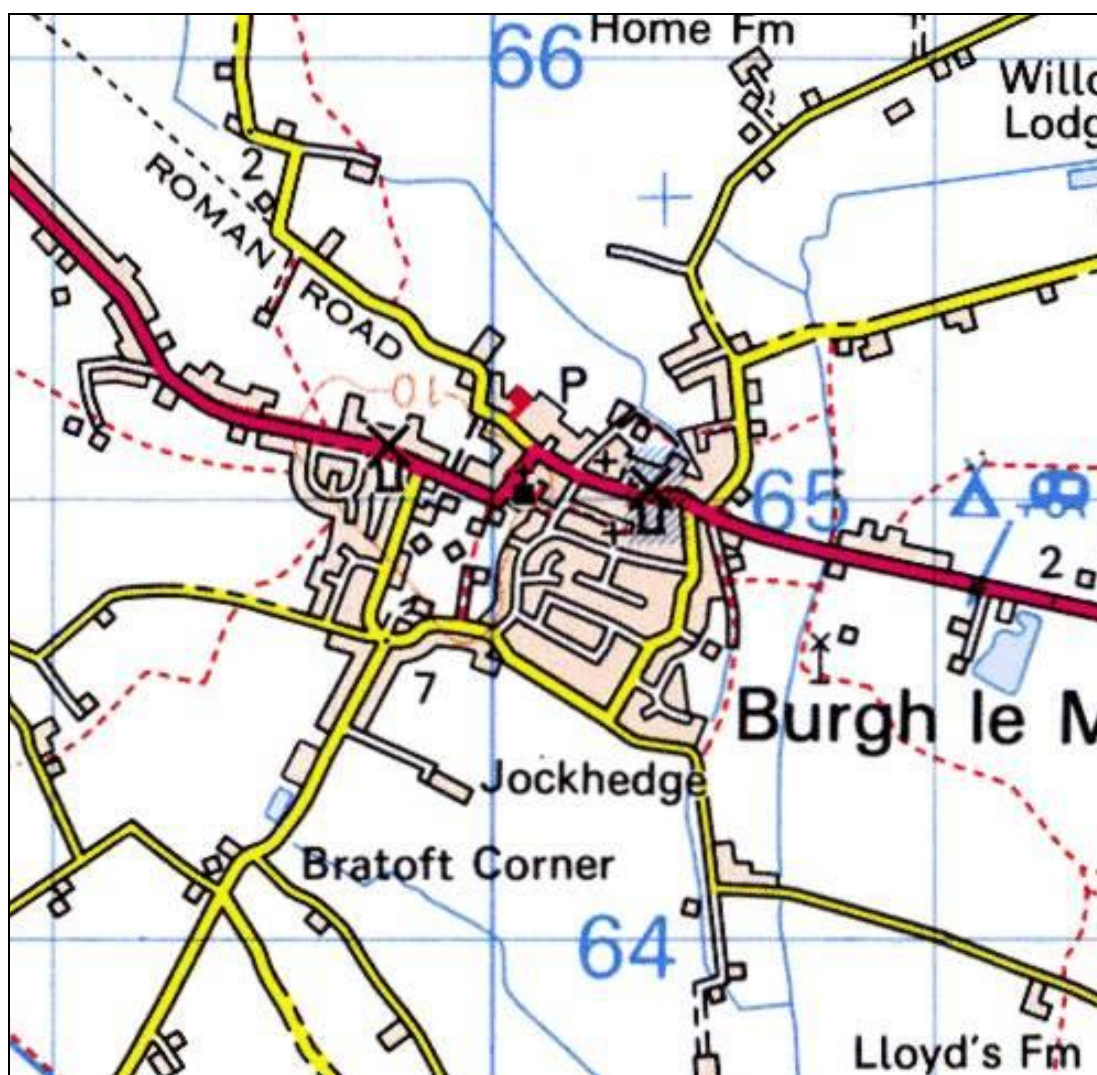 66
Home Fm
Willo
Lodg
2
ROMAN ROAD
10
P
65
2
7
Burgh le M
Jockhedge
Bratoft Corner
64
Lloyd's Fm